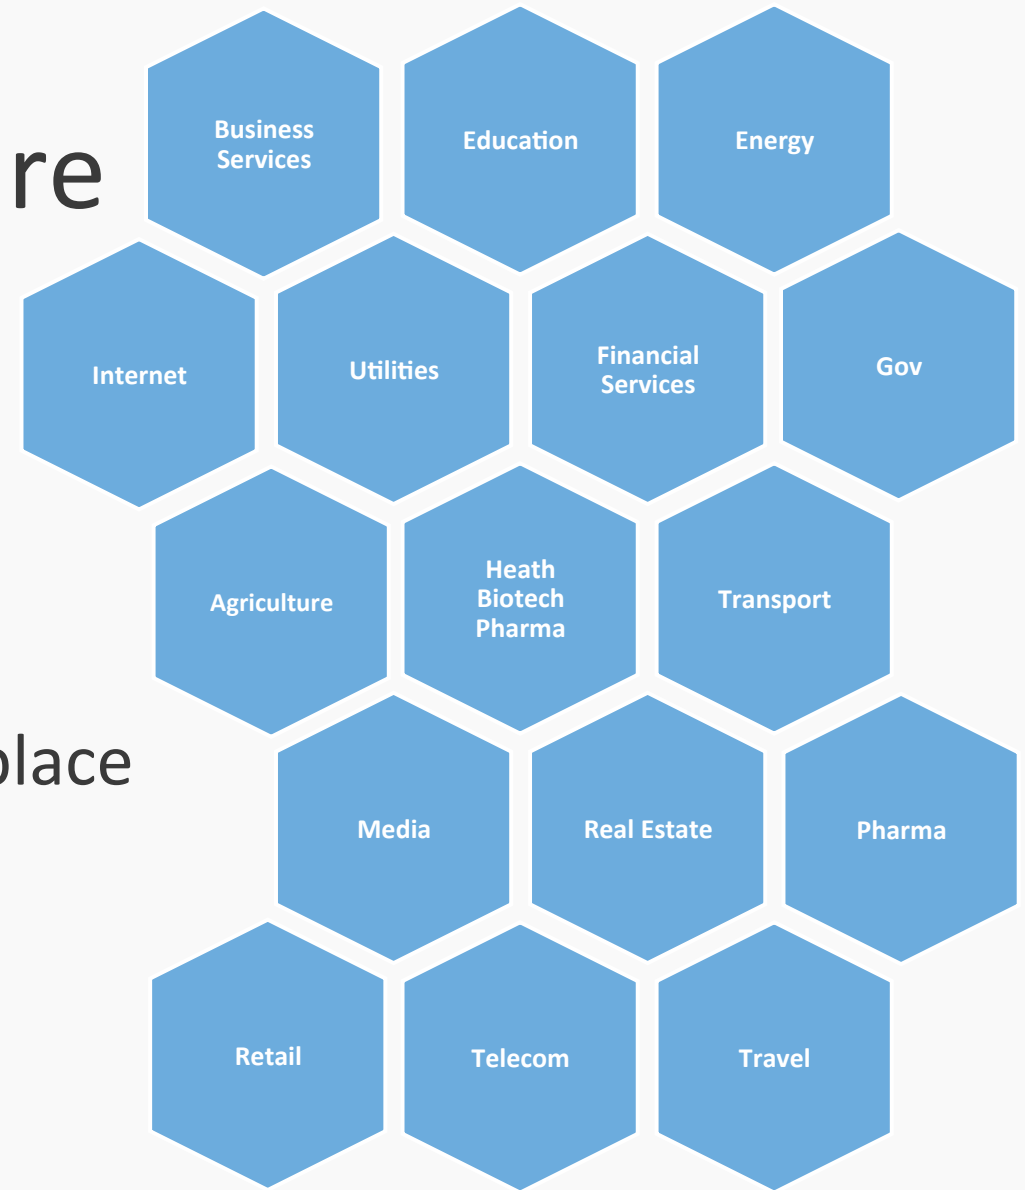 Business
Services
Education
Energy
re
Internet
Utilities
Financial
Services
Gov
Agriculture
Heath
Biotech
Pharma
Transport
place
Media
Real Estate
Pharma
Retail
Telecom
Travel